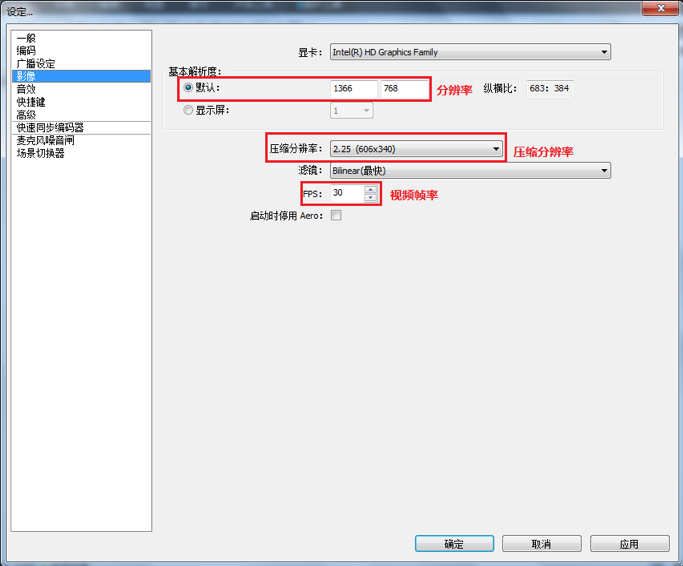 设定...
一般
编码
广播设定
影像
音效
快捷键
高级
快速同步编码器
麦克风噪音闸
场景切换器
显卡： Intel(R) HD Graphics Family
基本解析度：
默认： 1366 768 分辨率 纵横比： 683：384
显示屏： 1
压缩分辨率： 2.25 (606x340) 压缩分辨率
滤镜： Bilinear(最快)
FPS： 30 视频帧率
启动时停用 Aero：
确定 取消 应用